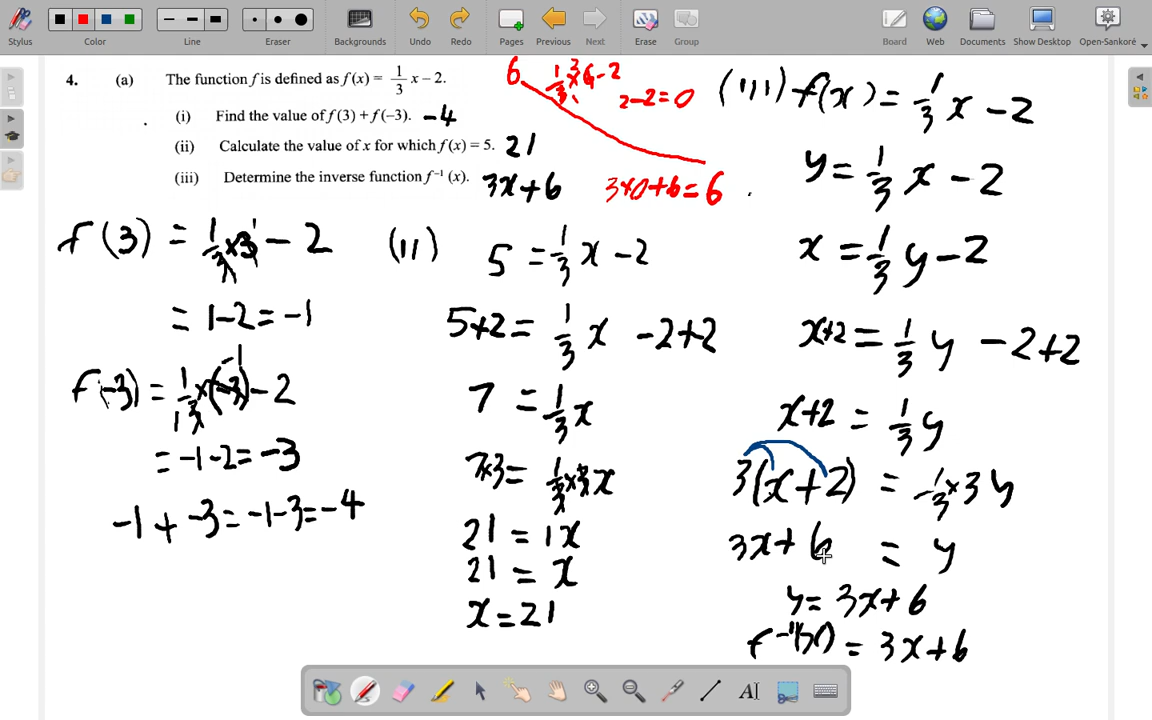 Stylus Color Line Eraser Backgrounds Undo Redo Pages Previous Next Erase Group Board Web Documents Show Desktop Open-Sankoré
4. (a) The function f is defined as f(x) = 1/3 x – 2.
(i) Find the value of f(3) + f(–3). -4
(ii) Calculate the value of x for which f(x) = 5. 21
(iii) Determine the inverse function f⁻¹(x). 3x+6
6 1/3×6-2
2-2=0
3×0+6=6
f(3) = 1/3×3 - 2
= 1-2=-1
f(-3) = 1/3×(-3)-2
= -1-2=-3
-1 + -3=-1-3=-4
(ii) 5 = 1/3 x -2
5+2= 1/3 x -2+2
7 = 1/3 x
7×3= 1/3×3x
21 = 1x
21 = x
x=21
(iii) f(x)= 1/3 x -2
y= 1/3 x -2
x = 1/3 y -2
x+2 = 1/3 y -2+2
x+2 = 1/3 y
3(x+2) = 1/3×3y
3x+6 = y
y= 3x+6
f⁻¹(x) = 3x+6